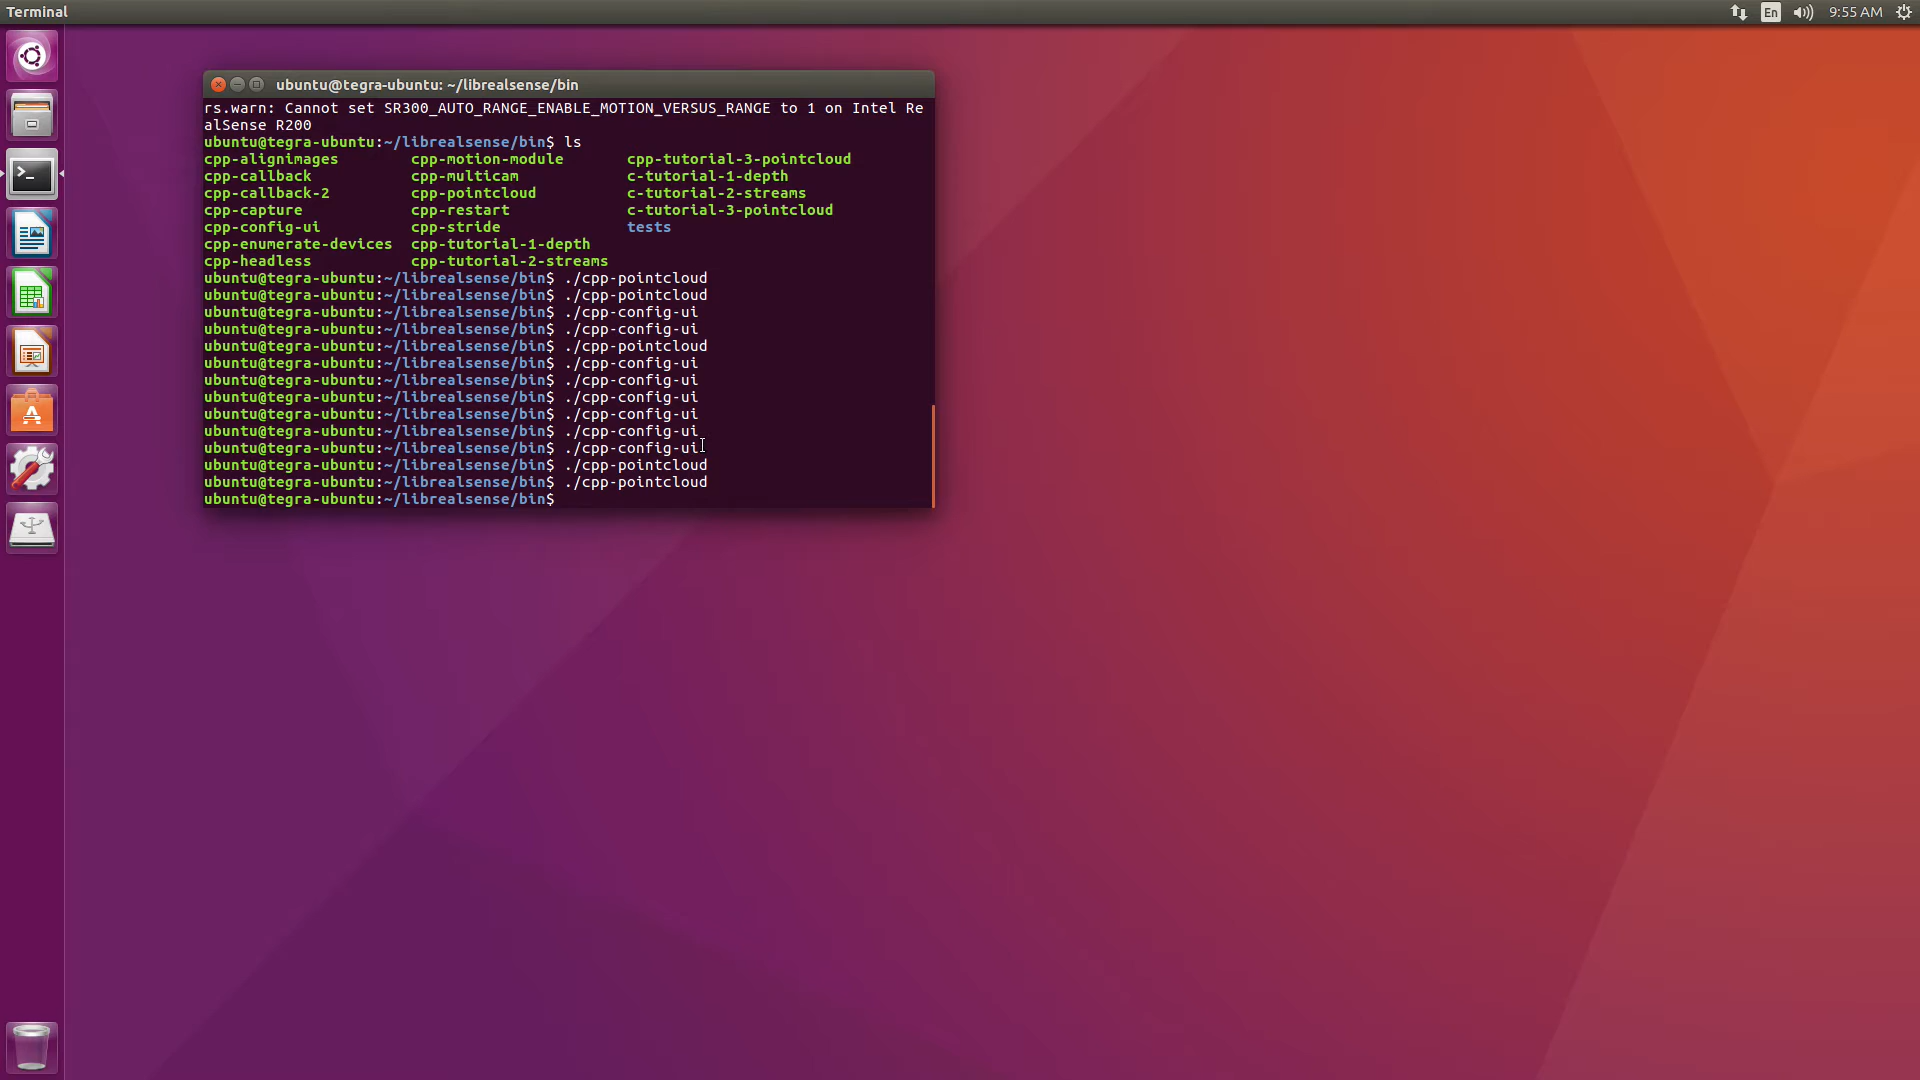 Terminal
En
9:55 AM
ubuntu@tegra-ubuntu: ~/librealsense/bin
rs.warn: Cannot set SR300_AUTO_RANGE_ENABLE_MOTION_VERSUS_RANGE to 1 on Intel Re
alSense R200
ubuntu@tegra-ubuntu:~/librealsense/bin$ ls
cpp-alignimages cpp-motion-module cpp-tutorial-3-pointcloud
cpp-callback cpp-multicam c-tutorial-1-depth
cpp-callback-2 cpp-pointcloud c-tutorial-2-streams
cpp-capture cpp-restart c-tutorial-3-pointcloud
cpp-config-ui cpp-stride tests
cpp-enumerate-devices cpp-tutorial-1-depth
cpp-headless cpp-tutorial-2-streams
ubuntu@tegra-ubuntu:~/librealsense/bin$ ./cpp-pointcloud
ubuntu@tegra-ubuntu:~/librealsense/bin$ ./cpp-pointcloud
ubuntu@tegra-ubuntu:~/librealsense/bin$ ./cpp-config-ui
ubuntu@tegra-ubuntu:~/librealsense/bin$ ./cpp-config-ui
ubuntu@tegra-ubuntu:~/librealsense/bin$ ./cpp-pointcloud
ubuntu@tegra-ubuntu:~/librealsense/bin$ ./cpp-config-ui
ubuntu@tegra-ubuntu:~/librealsense/bin$ ./cpp-config-ui
ubuntu@tegra-ubuntu:~/librealsense/bin$ ./cpp-config-ui
ubuntu@tegra-ubuntu:~/librealsense/bin$ ./cpp-config-ui
ubuntu@tegra-ubuntu:~/librealsense/bin$ ./cpp-config-ui
ubuntu@tegra-ubuntu:~/librealsense/bin$ ./cpp-config-ui
ubuntu@tegra-ubuntu:~/librealsense/bin$ ./cpp-pointcloud
ubuntu@tegra-ubuntu:~/librealsense/bin$ ./cpp-pointcloud
ubuntu@tegra-ubuntu:~/librealsense/bin$